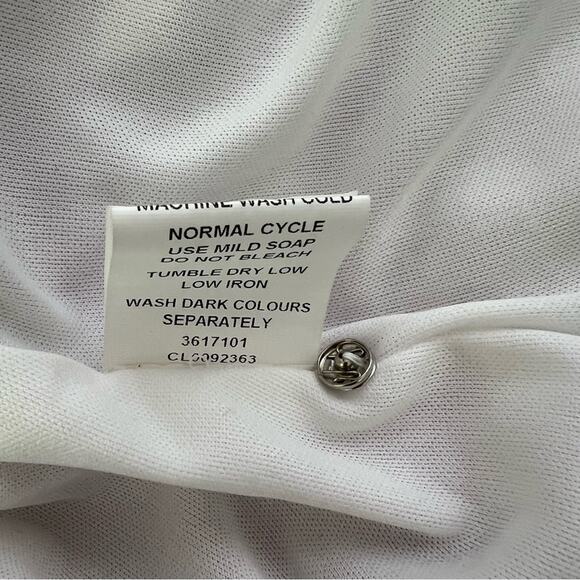 MACHINE WASH COLD
NORMAL CYCLE
USE MILD SOAP
DO NOT BLEACH
TUMBLE DRY LOW
LOW IRON
WASH DARK COLOURS
SEPARATELY
3617101
CL9092363